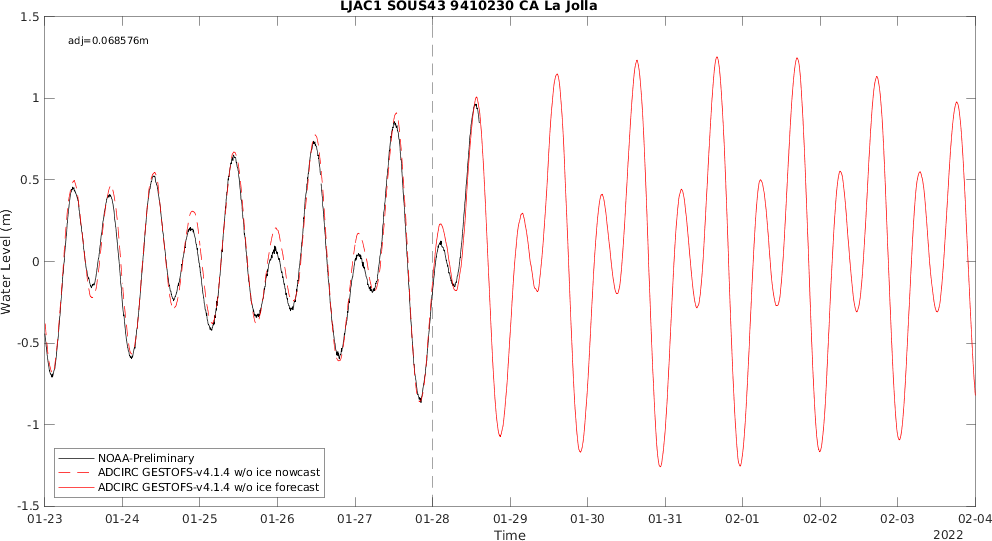 LJAC1 SOUS43 9410230 CA La Jolla
adj=0.068576m
1.5
1
0.5
0
-0.5
-1
-1.5
Water Level (m)
NOAA-Preliminary
ADCIRC GESTOFS-v4.1.4 w/o ice nowcast
ADCIRC GESTOFS-v4.1.4 w/o ice forecast
01-23 01-24 01-25 01-26 01-27 01-28 01-29 01-30 01-31 02-01 02-02 02-03 02-04
Time
2022